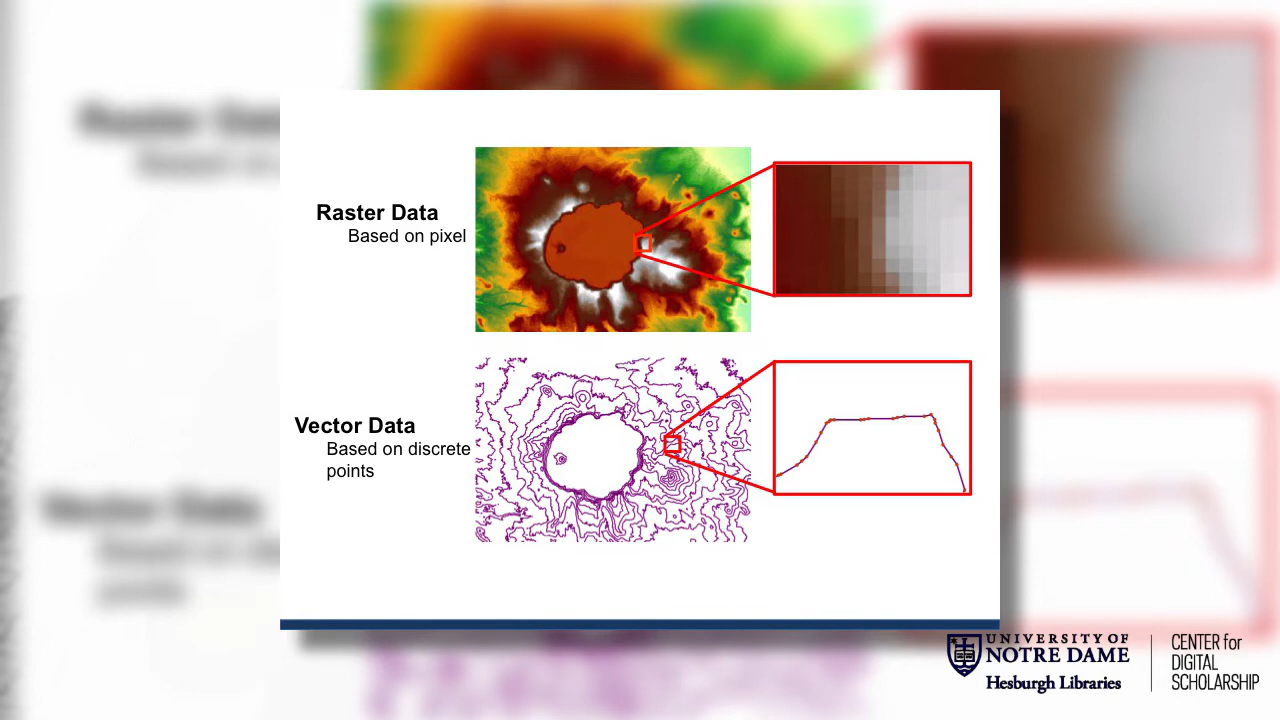 Raster Data
Based on pixel
Vector Data
Based on discrete
points
UNIVERSITY OF
NOTRE DAME
Hesburgh Libraries
CENTER for
DIGITAL
SCHOLARSHIP